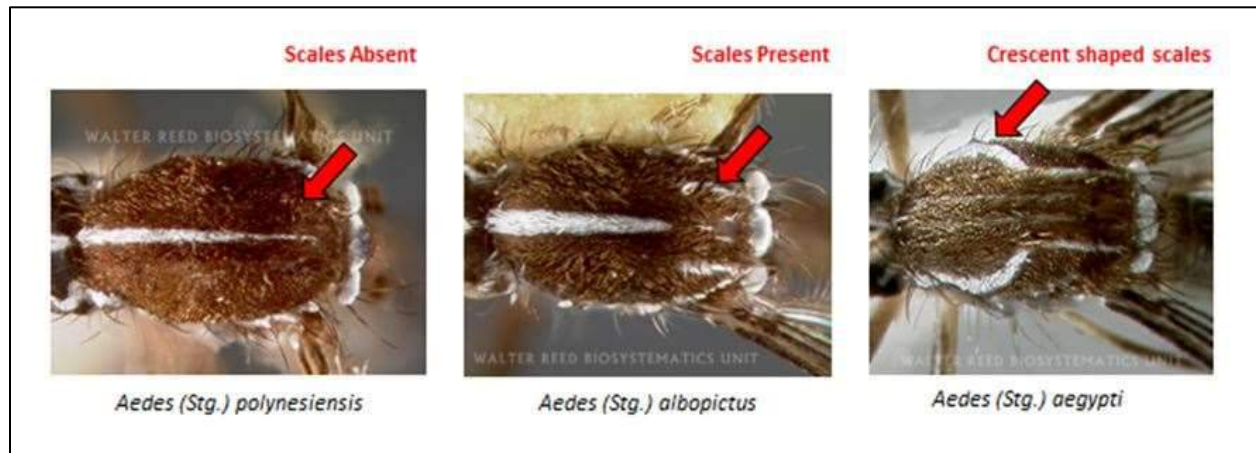 Scales Absent
Scales Present
Crescent shaped scales
WALTER REED BIOSYSTEMATICS UNIT
WALTER REED BIOSYSTEMATICS UNIT
WALTER REED BIOSYSTEMATICS UNIT
Aedes (Stg.) polynesiensis
Aedes (Stg.) albopictus
Aedes (Stg.) aegypti